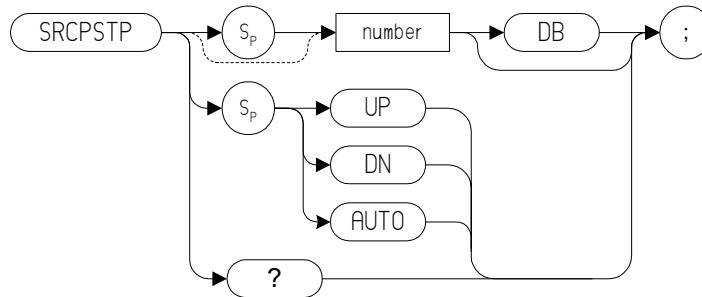 SRCPSTP Sp number DB ;
Sp UP
DN
AUTO
?